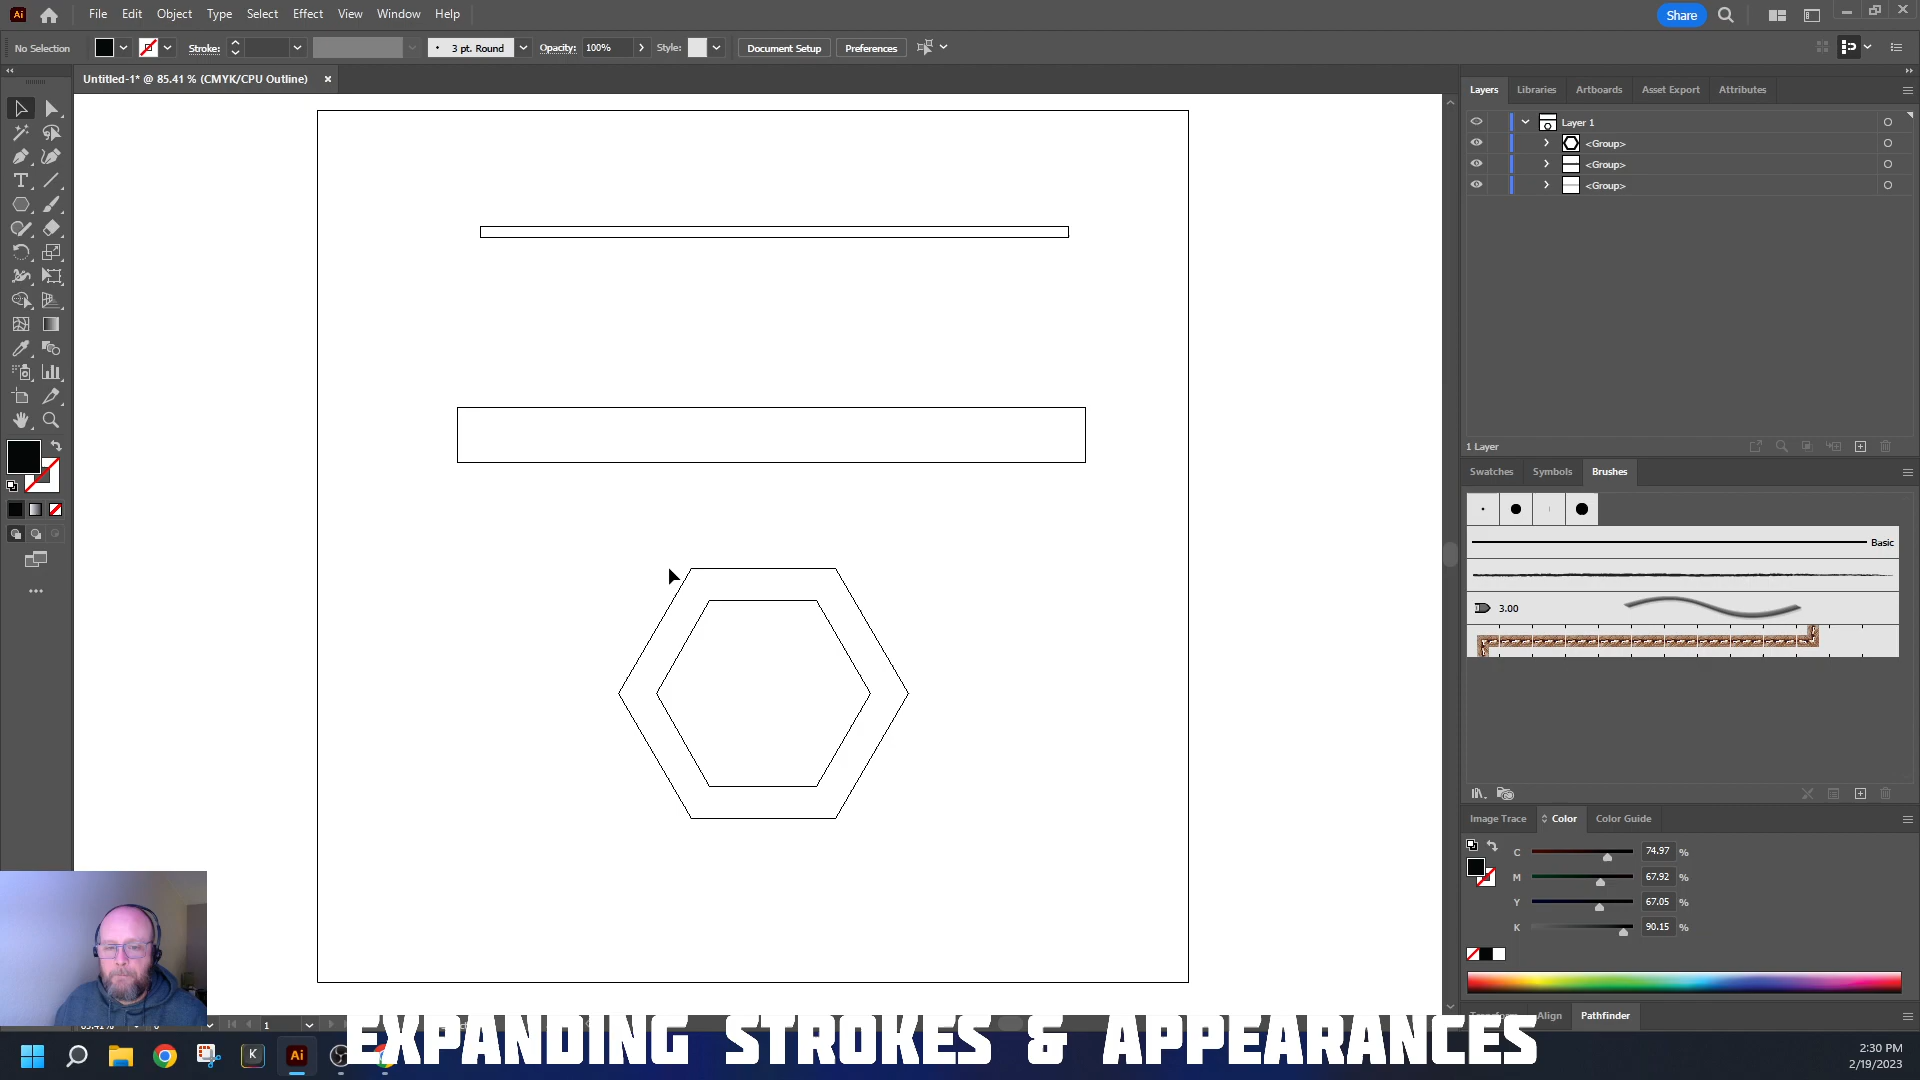 Ai File Edit Object Type Select Effect View Window Help Share
No Selection Stroke: 3 pt. Round Opacity: 100% Style: Document Setup Preferences
Untitled-1* @ 85.41 % (CMYK/CPU Outline) ×
Layers Libraries Artboards Asset Export Attributes
Layer 1
<Group>
<Group>
<Group>
1 Layer
Swatches Symbols Brushes
Basic
3.00
Image Trace Color Color Guide
C 74.97 %
M 67.92 %
Y 67.05 %
K 90.15 %
Align Pathfinder
1
EXPANDING STROKES & APPEARANCES
K Ai
2:30 PM
2/19/2023